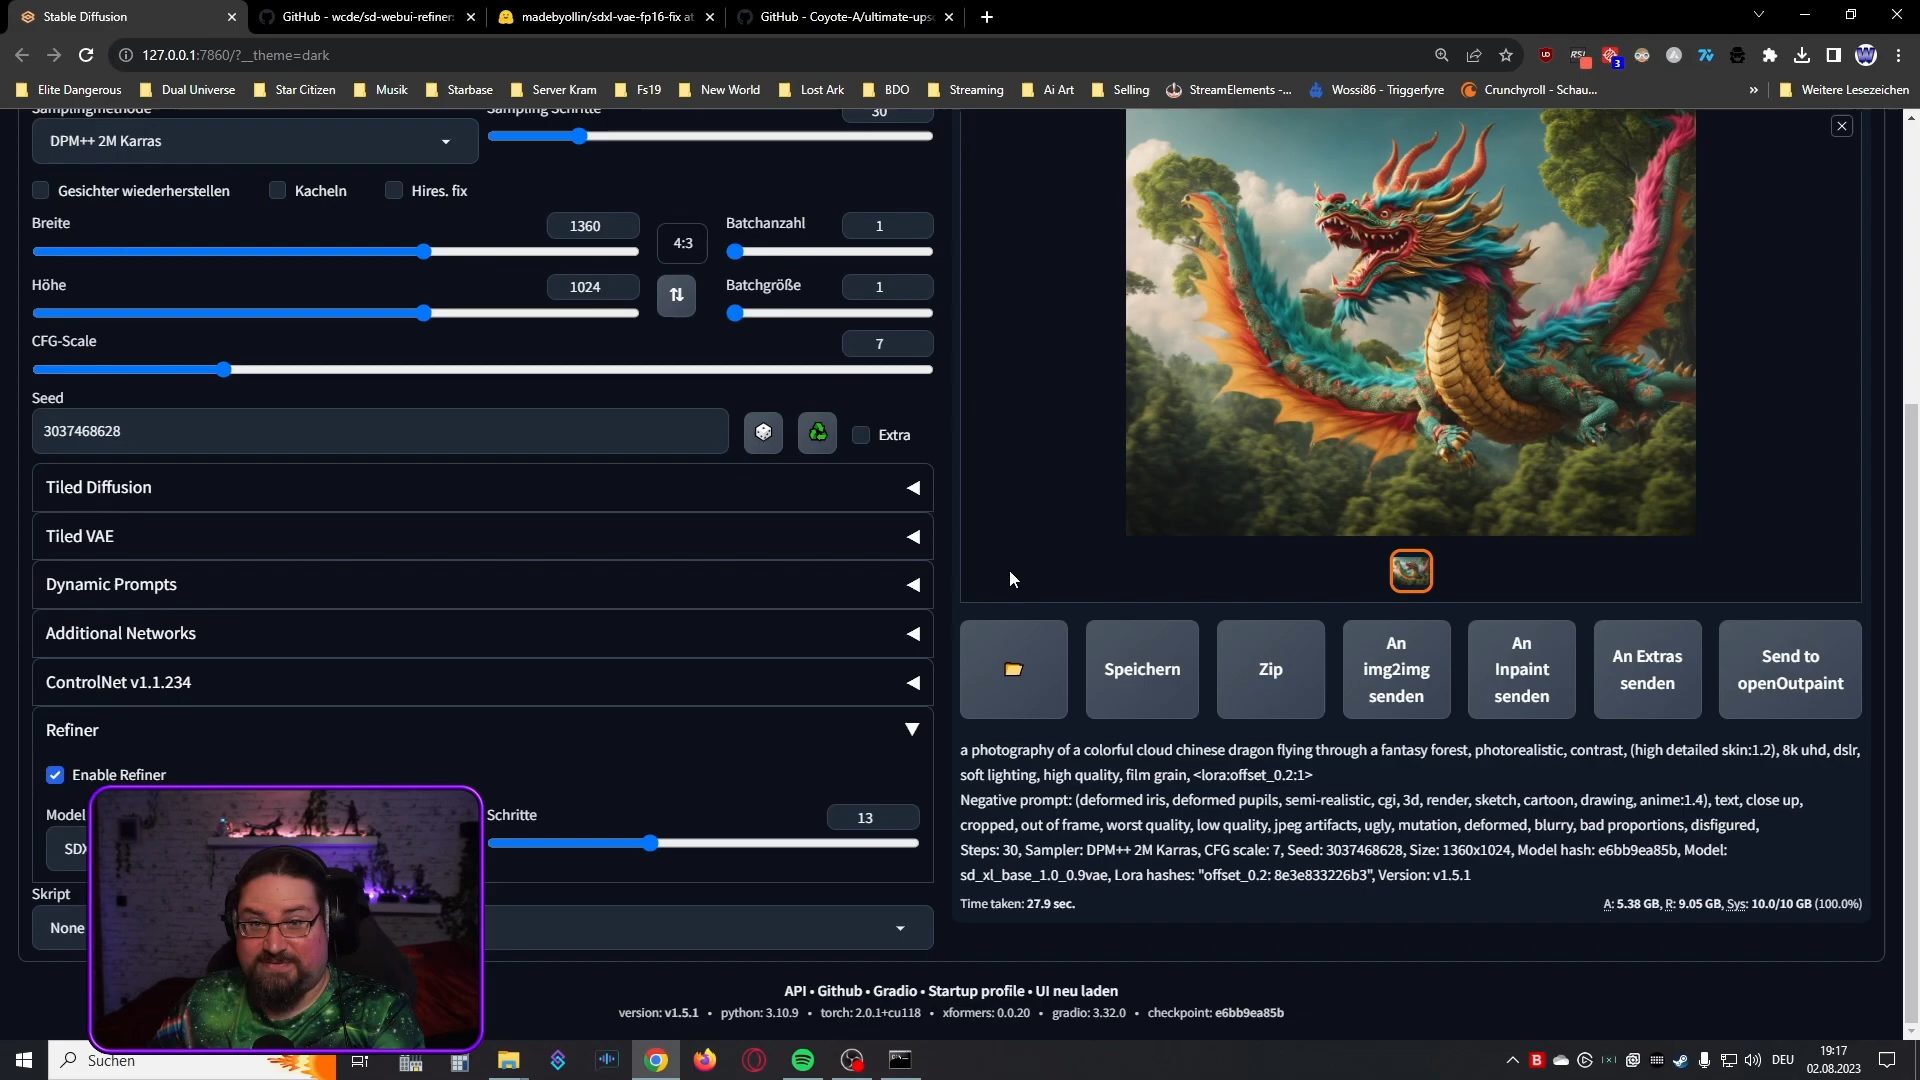 Stable Diffusion
GitHub - wcde/sd-webui-refiner:
madebyollin/sdxl-vae-fp16-fix at
GitHub - Coyote-A/ultimate-upsc
127.0.0.1:7860/?__theme=dark
Elite Dangerous
Dual Universe
Star Citizen
Musik
Starbase
Server Kram
Fs19
New World
Lost Ark
BDO
Streaming
Ai Art
Selling
StreamElements -...
Wossi86 - Triggerfyre
Crunchyroll - Schau...
»
Weitere Lesezeichen
Samplingmethode
Sampling Schritte
30
DPM++ 2M Karras
Gesichter wiederherstellen
Kacheln
Hires. fix
Breite
1360
4:3
Batchanzahl
1
Höhe
1024
Batchgröße
1
CFG-Scale
7
Seed
3037468628
Extra
Tiled Diffusion
Tiled VAE
Dynamic Prompts
Additional Networks
ControlNet v1.1.234
Refiner
Enable Refiner
Model
SDX
Schritte
13
Skript
None
Speichern
Zip
An
img2img
senden
An
Inpaint
senden
An Extras
senden
Send to
openOutpaint
a photography of a colorful cloud chinese dragon flying through a fantasy forest, photorealistic, contrast, (high detailed skin:1.2), 8k uhd, dslr,
soft lighting, high quality, film grain, <lora:offset_0.2:1>
Negative prompt: (deformed iris, deformed pupils, semi-realistic, cgi, 3d, render, sketch, cartoon, drawing, anime:1.4), text, close up,
cropped, out of frame, worst quality, low quality, jpeg artifacts, ugly, mutation, deformed, blurry, bad proportions, disfigured,
Steps: 30, Sampler: DPM++ 2M Karras, CFG scale: 7, Seed: 3037468628, Size: 1360x1024, Model hash: e6bb9ea85b, Model:
sd_xl_base_1.0_0.9vae, Lora hashes: "offset_0.2: 8e3e833226b3", Version: v1.5.1
Time taken: 27.9 sec.
A: 5.38 GB, R: 9.05 GB, Sys: 10.0/10 GB (100.0%)
API • Github • Gradio • Startup profile • UI neu laden
version: v1.5.1 • python: 3.10.9 • torch: 2.0.1+cu118 • xformers: 0.0.20 • gradio: 3.32.0 • checkpoint: e6bb9ea85b
Suchen
DEU
19:17
02.08.2023